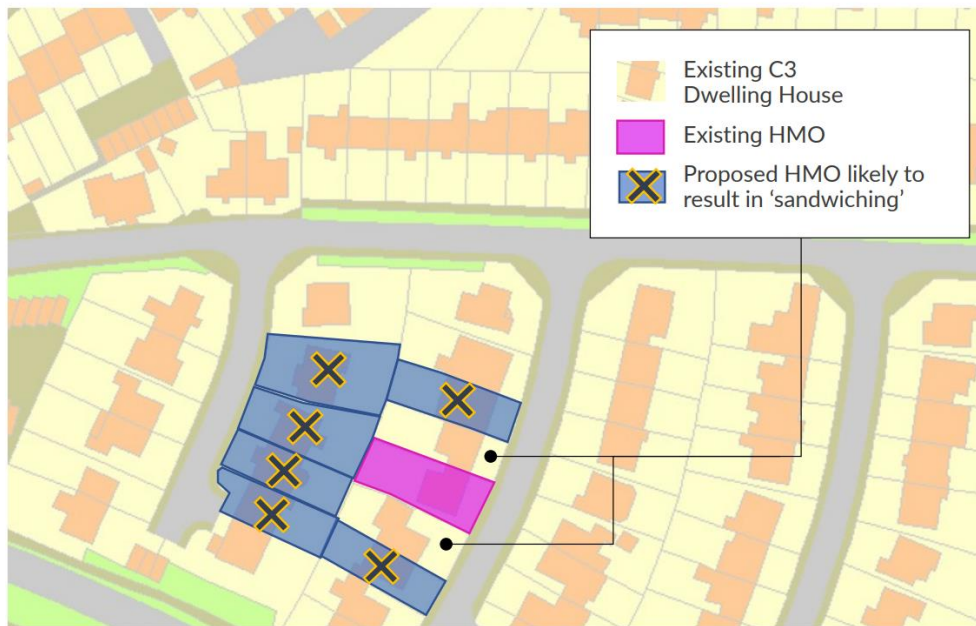 Existing C3
Dwelling House
Existing HMO
Proposed HMO likely to
result in ‘sandwiching’